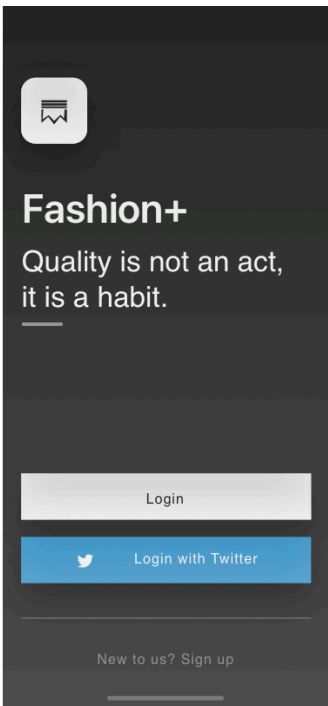 Fashion+
Quality is not an act,
it is a habit.
Login
Login with Twitter
New to us? Sign up